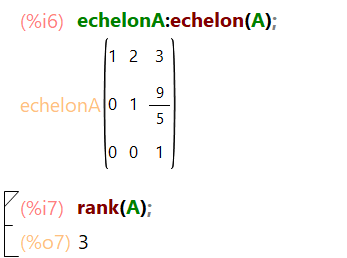 (%i6) echelonA:echelon(A);
1 2 3
echelonA 0 1 9/5
0 0 1
(%i7) rank(A);
(%o7) 3